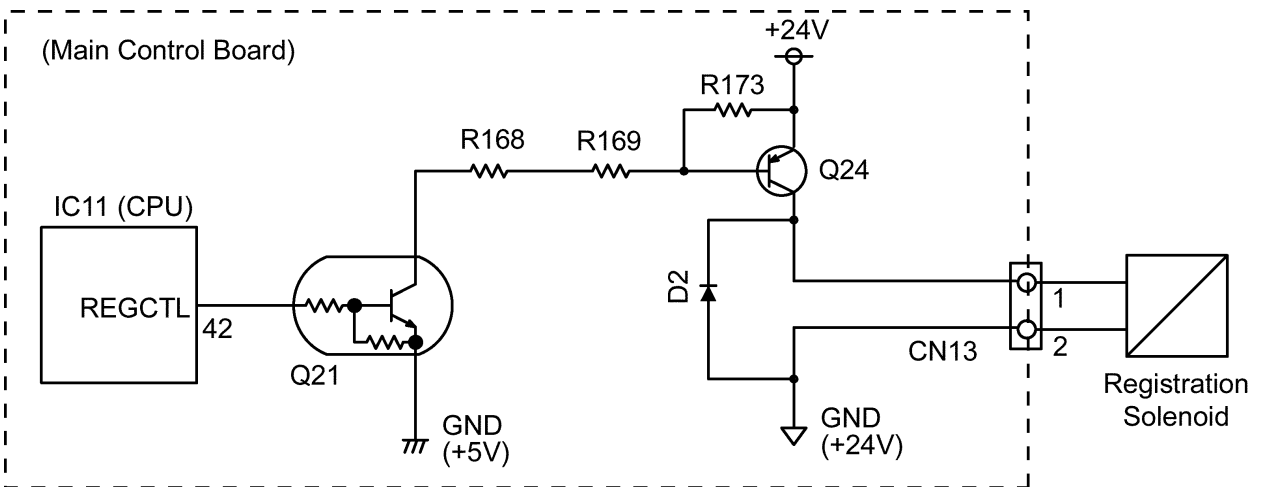 +24V
(Main Control Board)
R173
R168
R169
Q24
IC11 (CPU)
D2
REGCTL
42
1
2
CN13
Q21
Registration
Solenoid
GND
(+5V)
GND
(+24V)